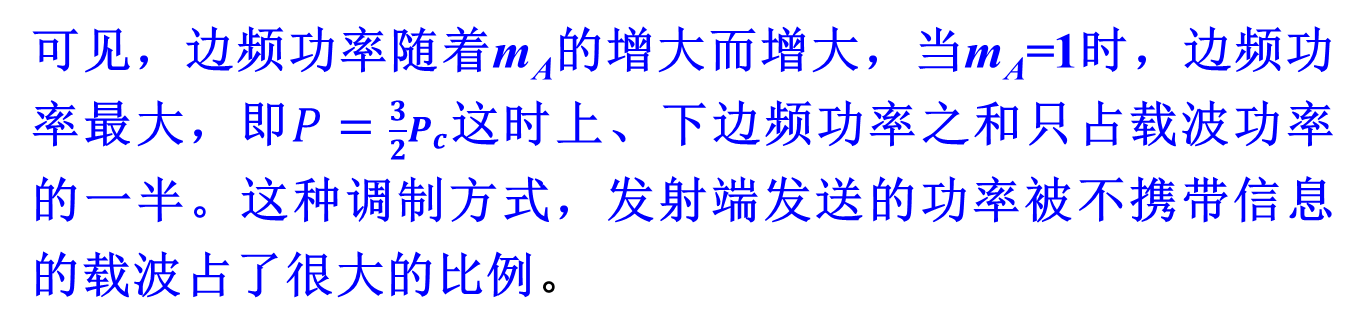 可见，边频功率随着m_A的增大而增大，当m_A=1时，边频功
率最大，即P = 3/2 P_c这时上、下边频功率之和只占载波功率
的一半。这种调制方式，发射端发送的功率被不携带信息
的载波占了很大的比例。